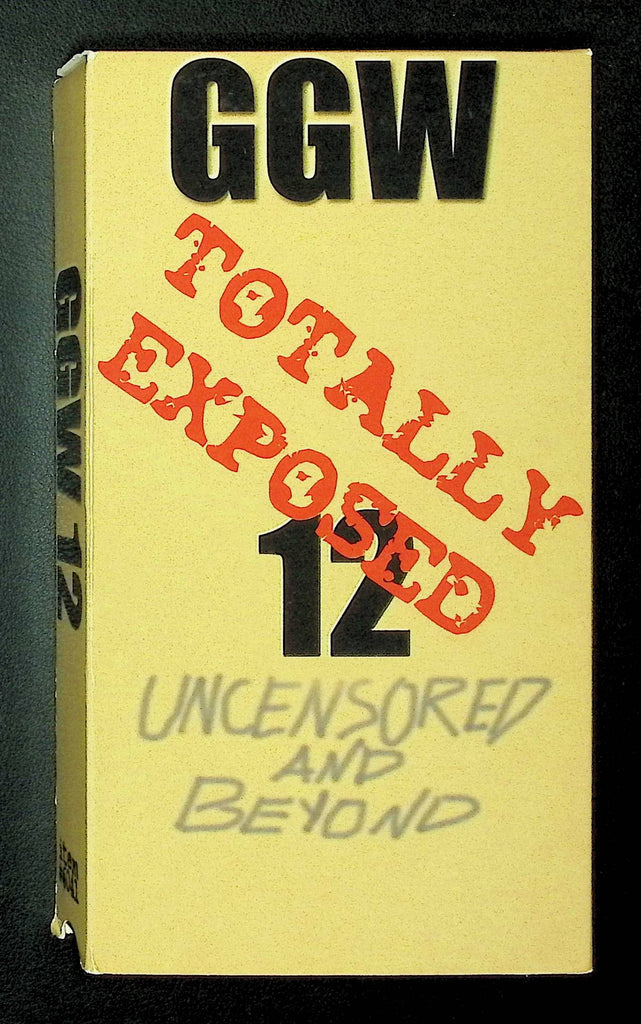 GGW
TOTALLY
EXPOSED
12
UNCENSORED
AND
BEYOND
GGW 12